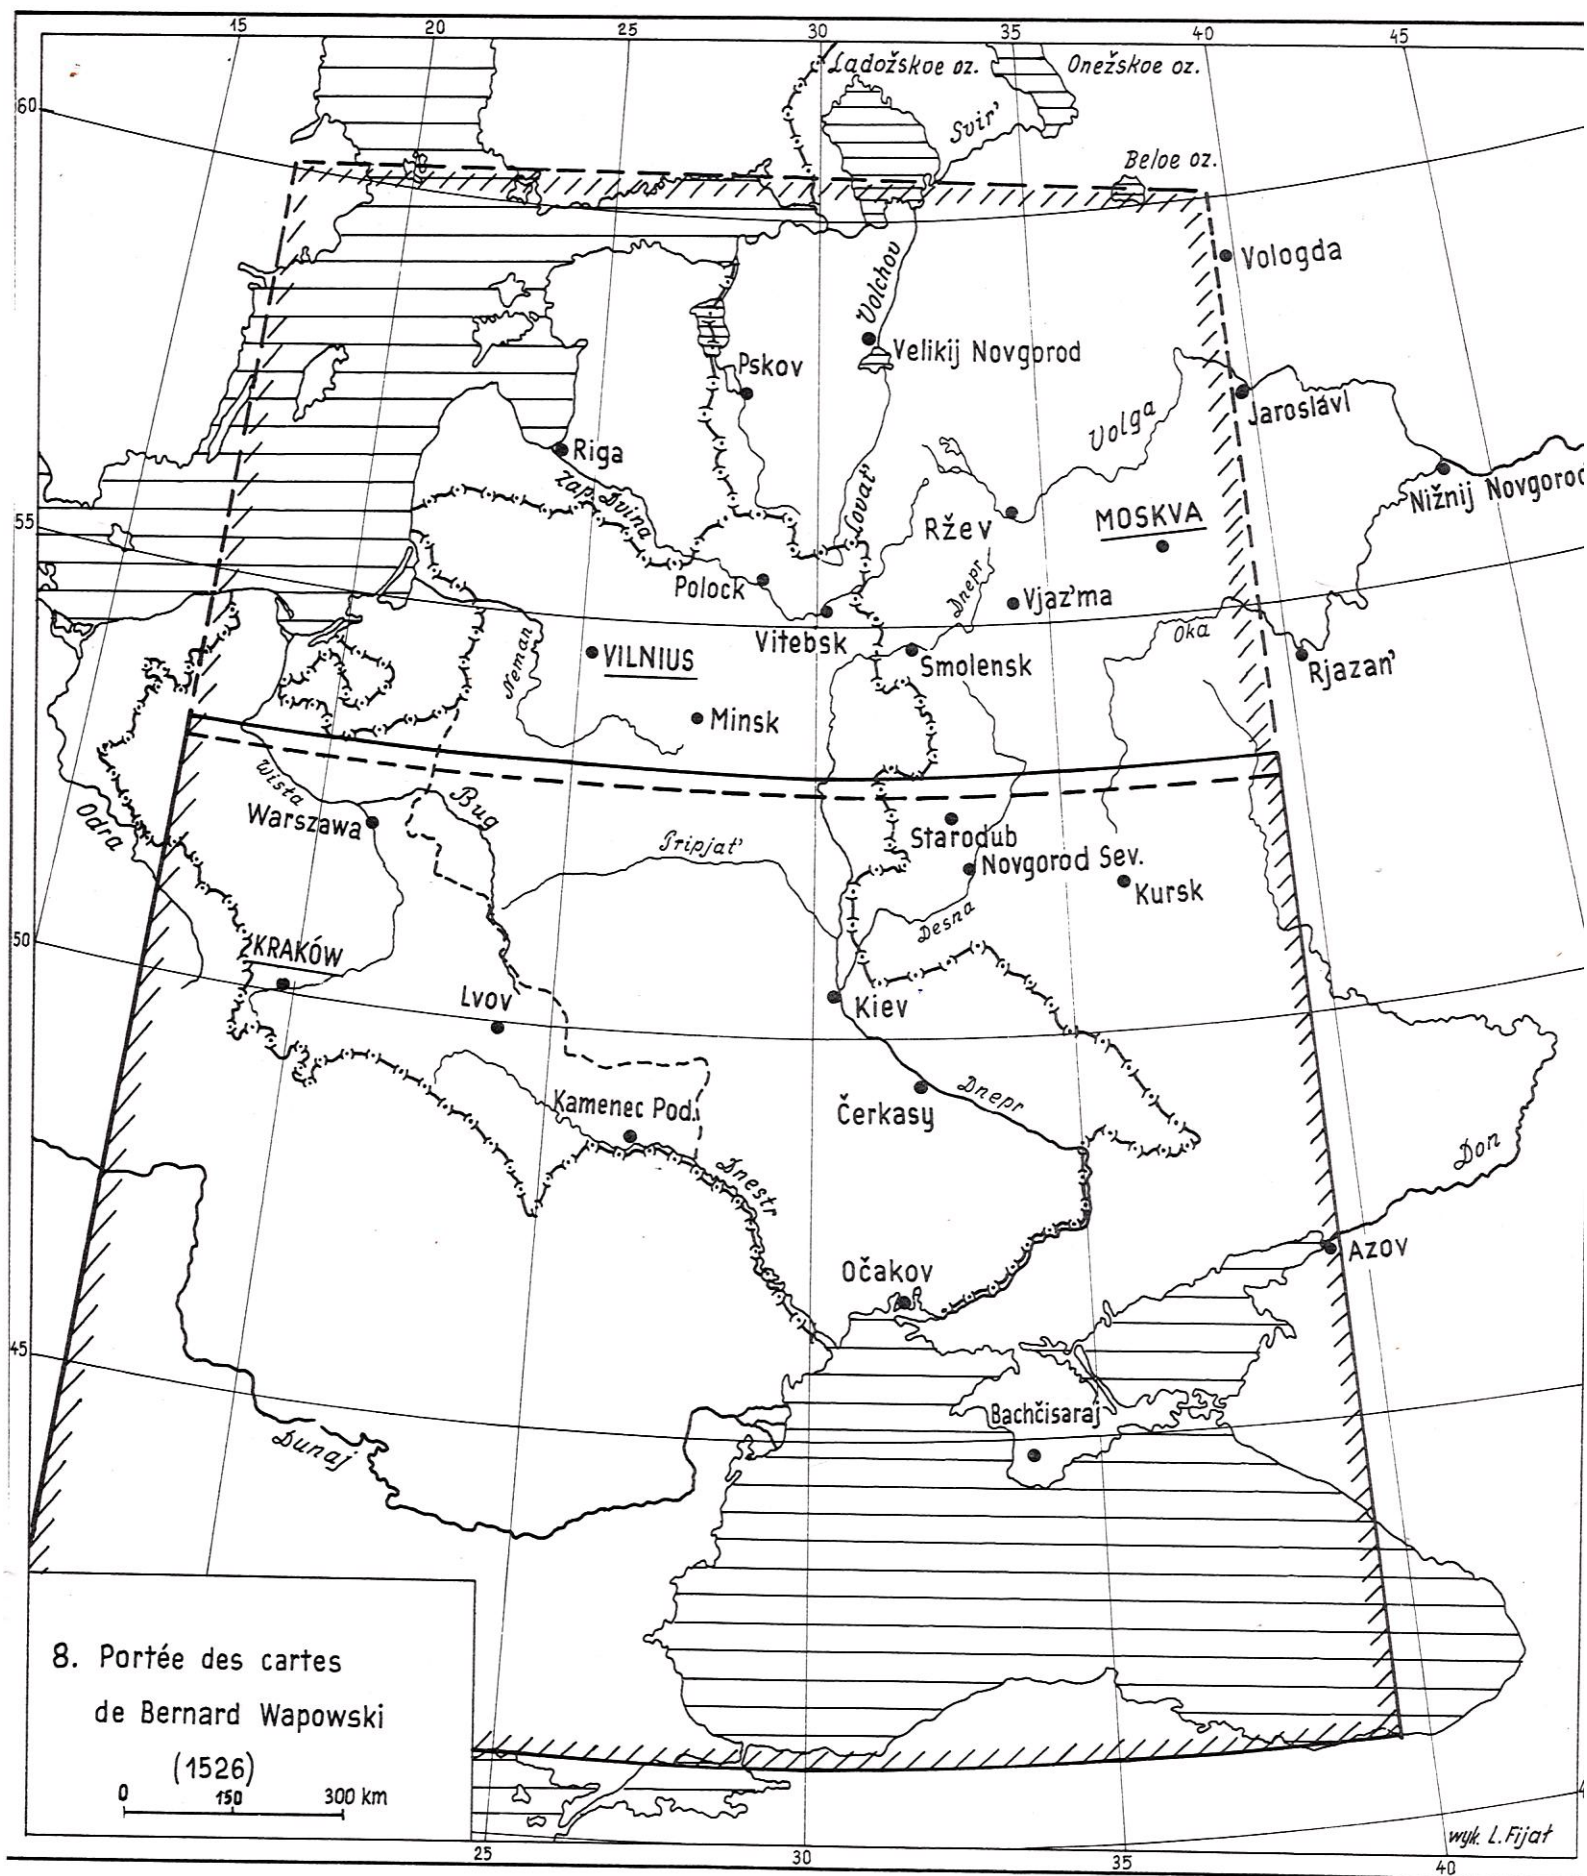 15 20 25 30 35 40 45
Ladožskoe oz.
Onežskoe oz.
60
Svir'
Beloe oz.
Vologda
Volchov
Velikij Novgorod
Pskov
Volga
Jaroslávl
Riga
Zap. Dvina
Lovat'
Ržev
MOSKVA
Nižnij Novgorod
55
Polock
Dnepr
Vjaz'ma
Vitebsk
Oka
Neman
VILNIUS
Smolensk
Rjazan'
Minsk
Wisła
Bug
Odra
Warszawa
Pripjat'
Starodub
Novgorod Sev.
Kursk
Desna
50
KRAKÓW
Lvov
Kiev
Kamenec Pod.
Čerkasy
Dnepr
Don
Dnestr
Očakov
Azov
45
Bachčisaraj
Dunaj
8. Portée des cartes
de Bernard Wapowski
(1526)
0 150 300 km
wyk. L. Fijał
25 30 35 40